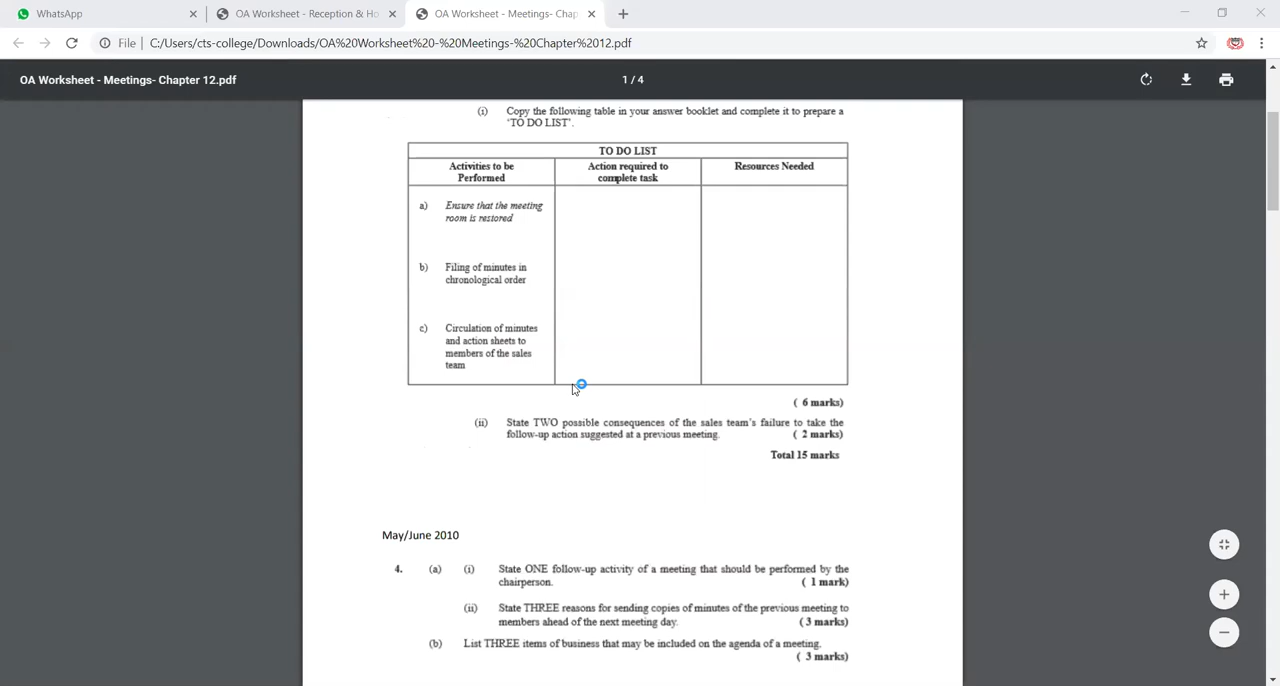 WhatsApp
OA Worksheet - Reception & Ho
OA Worksheet - Meetings- Chap
File
C:/Users/cts-college/Downloads/OA%20Worksheet%20-%20Meetings-%20Chapter%2012.pdf
OA Worksheet - Meetings- Chapter 12.pdf
1 / 4
(i) Copy the following table in your answer booklet and complete it to prepare a
'TO DO LIST'.
TO DO LIST
Activities to be
Performed
Action required to
complete task
Resources Needed
a) Ensure that the meeting
room is restored
b) Filing of minutes in
chronological order
c) Circulation of minutes
and action sheets to
members of the sales
team
( 6 marks)
(ii) State TWO possible consequences of the sales team's failure to take the
follow-up action suggested at a previous meeting. ( 2 marks)
Total 15 marks
May/June 2010
4. (a) (i) State ONE follow-up activity of a meeting that should be performed by the
chairperson. ( 1 mark)
(ii) State THREE reasons for sending copies of minutes of the previous meeting to
members ahead of the next meeting day. ( 3 marks)
(b) List THREE items of business that may be included on the agenda of a meeting.
( 3 marks)